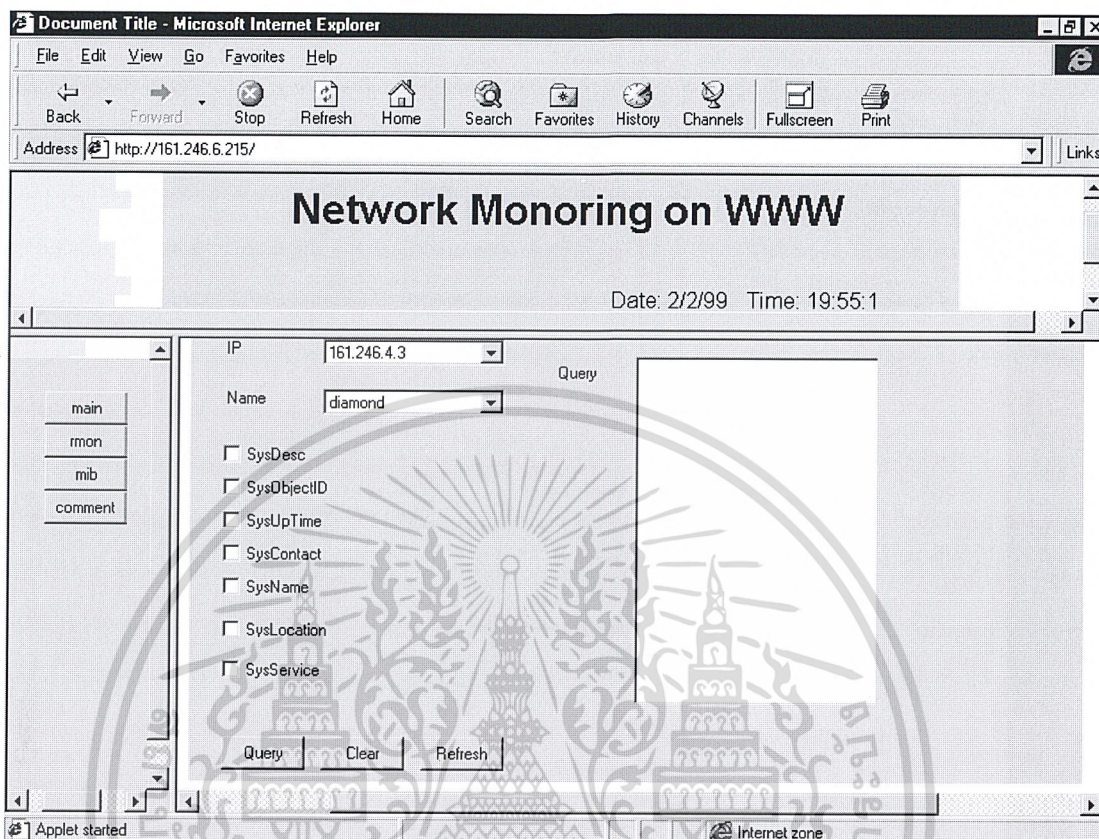 Document Title - Microsoft Internet Explorer
File Edit View Go Favorites Help
Back Forward Stop Refresh Home Search Favorites History Channels Fullscreen Print
Address http://161.246.6.215/ Links
Network Monoring on WWW
Date: 2/2/99 Time: 19:55:1
main
rmon
mib
comment
IP 161.246.4.3
Name diamond
Query
SysDesc
SysObjectID
SysUpTime
SysContact
SysName
SysLocation
SysService
Query Clear Refresh
Applet started Internet zone